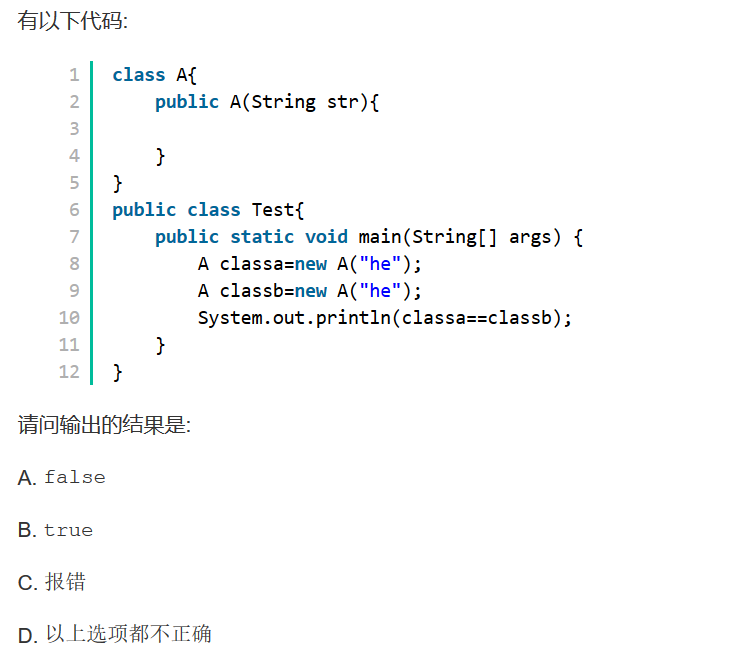 有以下代码:
1 class A{
2     public A(String str){
3
4     }
5 }
6 public class Test{
7     public static void main(String[] args) {
8         A classa=new A("he");
9         A classb=new A("he");
10         System.out.println(classa==classb);
11     }
12 }
请问输出的结果是:
A. false
B. true
C. 报错
D. 以上选项都不正确